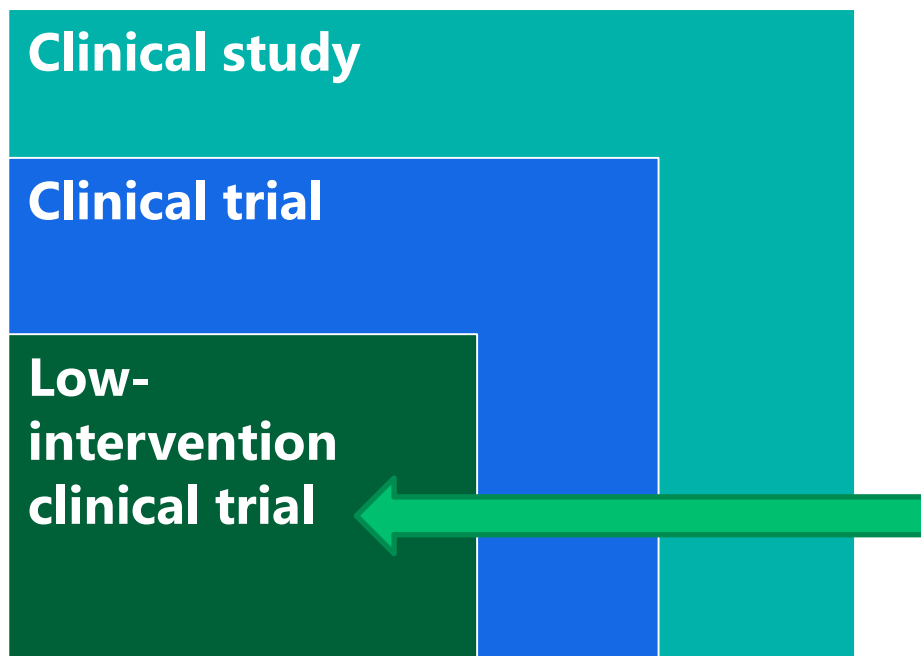 Clinical study
Clinical trial
Low-
intervention
clinical trial